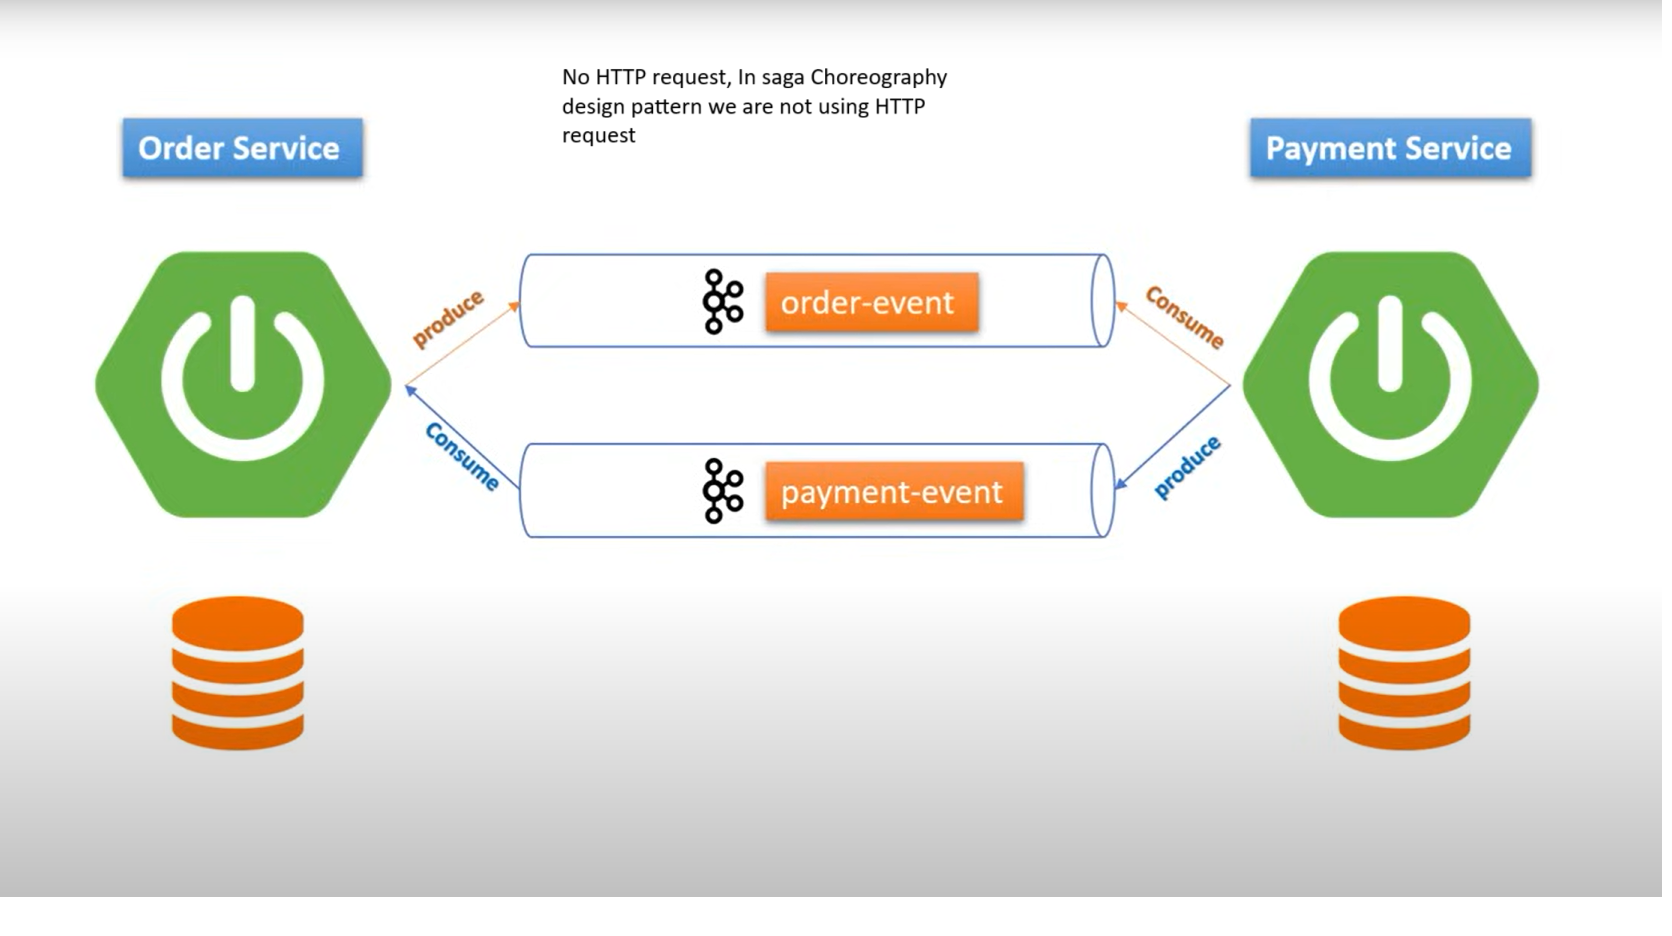 No HTTP request, In saga Choreography
design pattern we are not using HTTP
request
Order Service
Payment Service
produce
order-event
Consume
Consume
payment-event
produce